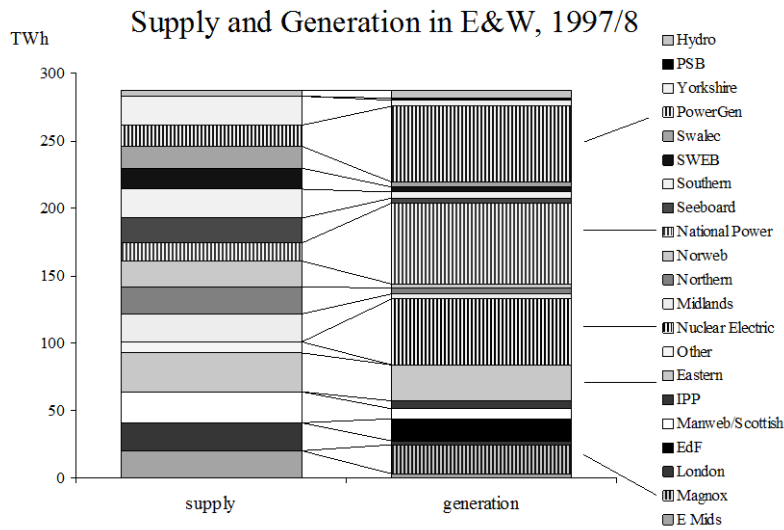 Supply and Generation in E&W, 1997/8
TWh
300
250
200
150
100
50
0
supply
generation
Hydro
PSB
Yorkshire
PowerGen
Swalec
SWEB
Southern
Seeboard
National Power
Norweb
Northern
Midlands
Nuclear Electric
Other
Eastern
IPP
Manweb/Scottish
EdF
London
Magnox
E Mids